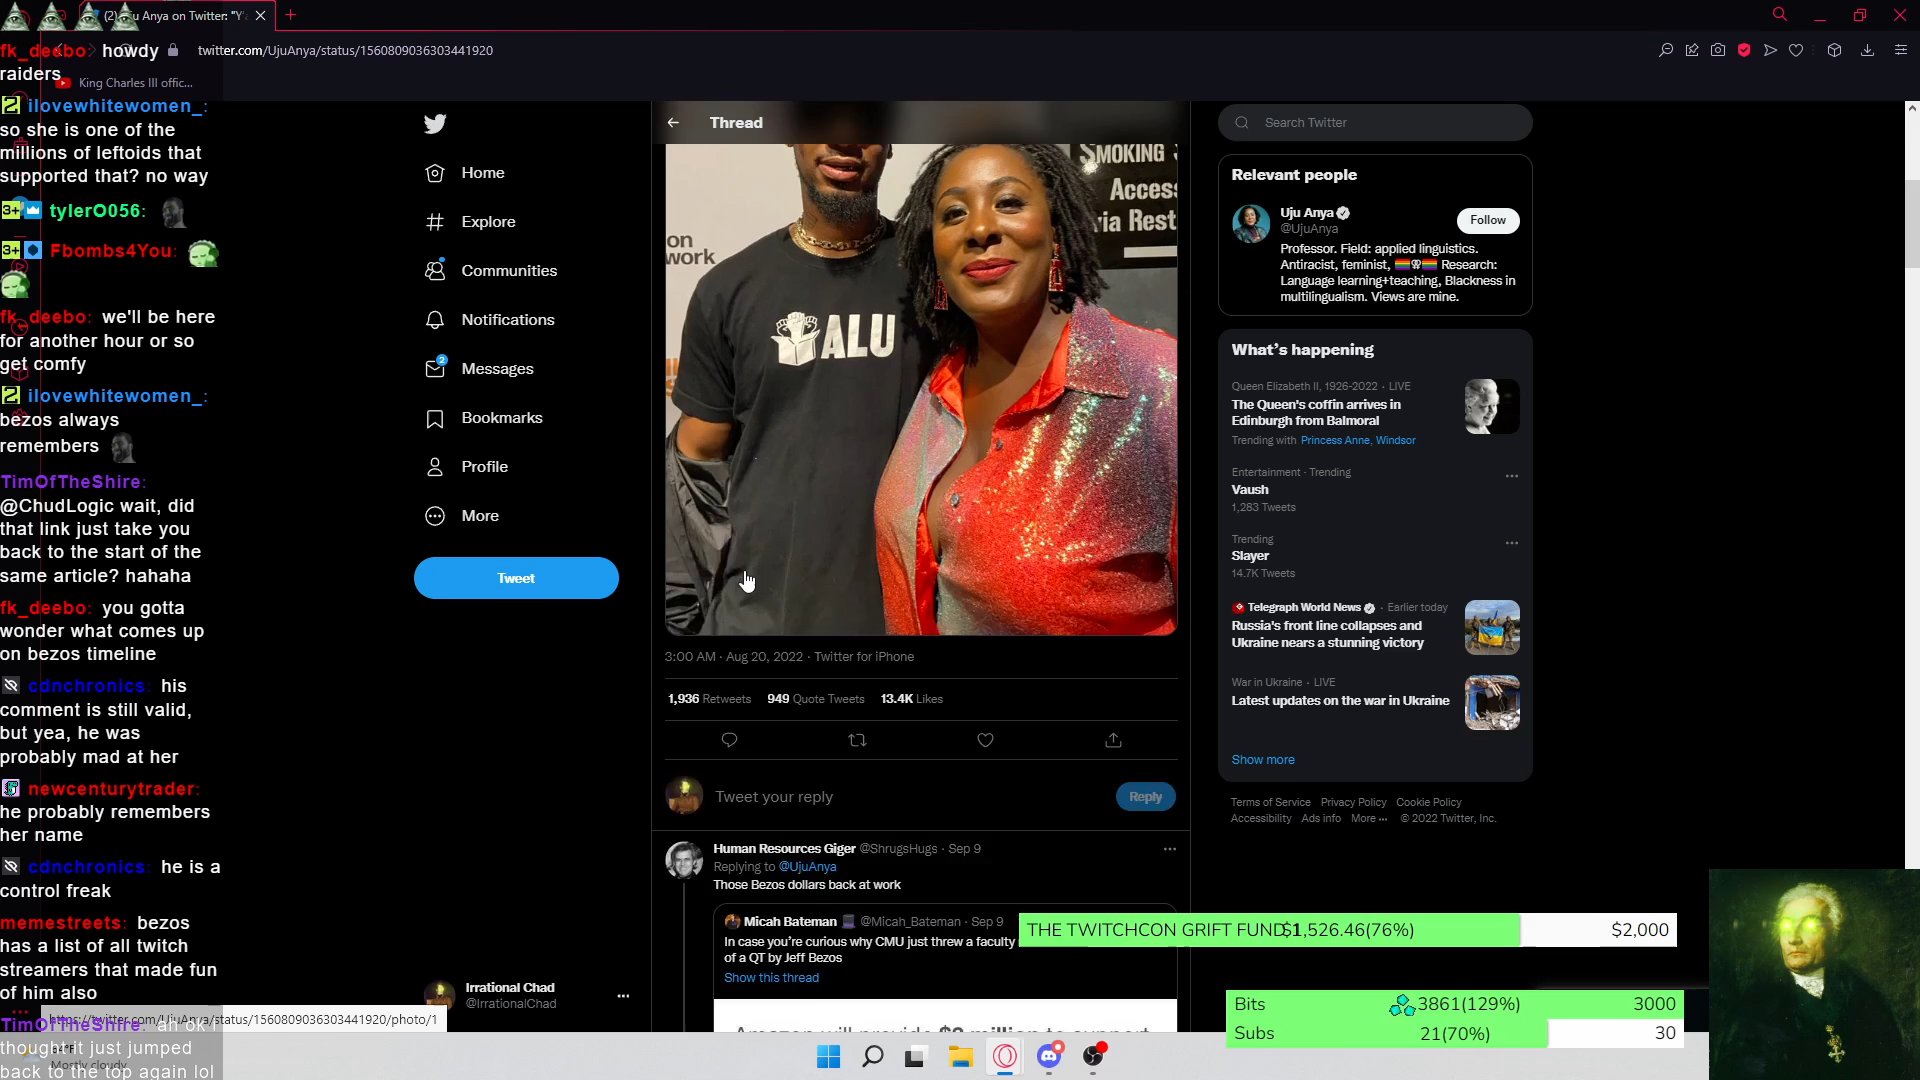 (2) Uju Anya on Twitter: "Y'
twitter.com/UjuAnya/status/1560809036303441920
King Charles III offic...
fk_deebo: howdy
raiders
ilovewhitewomen_:
so she is one of the
millions of leftoids that
supported that? no way
3+ tylerO056:
3+ Fbombs4You:
fk_deebo: we'll be here
for another hour or so
get comfy
ilovewhitewomen_:
bezos always
remembers
TimOfTheShire:
@ChudLogic wait, did
that link just take you
back to the start of the
same article? hahaha
fk_deebo: you gotta
wonder what comes up
on bezos timeline
cdnchronics: his
comment is still valid,
but yea, he was
probably mad at her
newcenturytrader:
he probably remembers
her name
cdnchronics: he is a
control freak
memestreets: bezos
has a list of all twitch
streamers that made fun
of him also
TimOfTheShire: ah ok i
thought it just jumped
back to the top again lol
https://twitter.com/UjuAnya/status/1560809036303441920/photo/1
Mostly cloudy
Home
Explore
Communities
Notifications
2
Messages
Bookmarks
Profile
More
Tweet
Irrational Chad
@IrrationalChad
Thread
on
work
SMOKING
Access
via Rest
ALU
3:00 AM · Aug 20, 2022 · Twitter for iPhone
1,936 Retweets 949 Quote Tweets 13.4K Likes
Tweet your reply
Reply
Human Resources Giger @ShrugsHugs · Sep 9
Replying to @UjuAnya
Those Bezos dollars back at work
Micah Bateman @Micah_Bateman · Sep 9
In case you're curious why CMU just threw a faculty
of a QT by Jeff Bezos
Show this thread
Amazon will provide $2 million to support
Search Twitter
Relevant people
Uju Anya
@UjuAnya
Follow
Professor. Field: applied linguistics.
Antiracist, feminist, Research:
Language learning+teaching, Blackness in
multilingualism. Views are mine.
What's happening
Queen Elizabeth II, 1926-2022 · LIVE
The Queen's coffin arrives in
Edinburgh from Balmoral
Trending with Princess Anne, Windsor
Entertainment · Trending
Vaush
1,283 Tweets
Trending
Slayer
14.7K Tweets
Telegraph World News · Earlier today
Russia's front line collapses and
Ukraine nears a stunning victory
War in Ukraine · LIVE
Latest updates on the war in Ukraine
Show more
Terms of Service Privacy Policy Cookie Policy
Accessibility Ads info More ··· © 2022 Twitter, Inc.
THE TWITCHCON GRIFT FUND $1,526.46(76%) $2,000
Bits 3861(129%) 3000
Subs 21(70%) 30